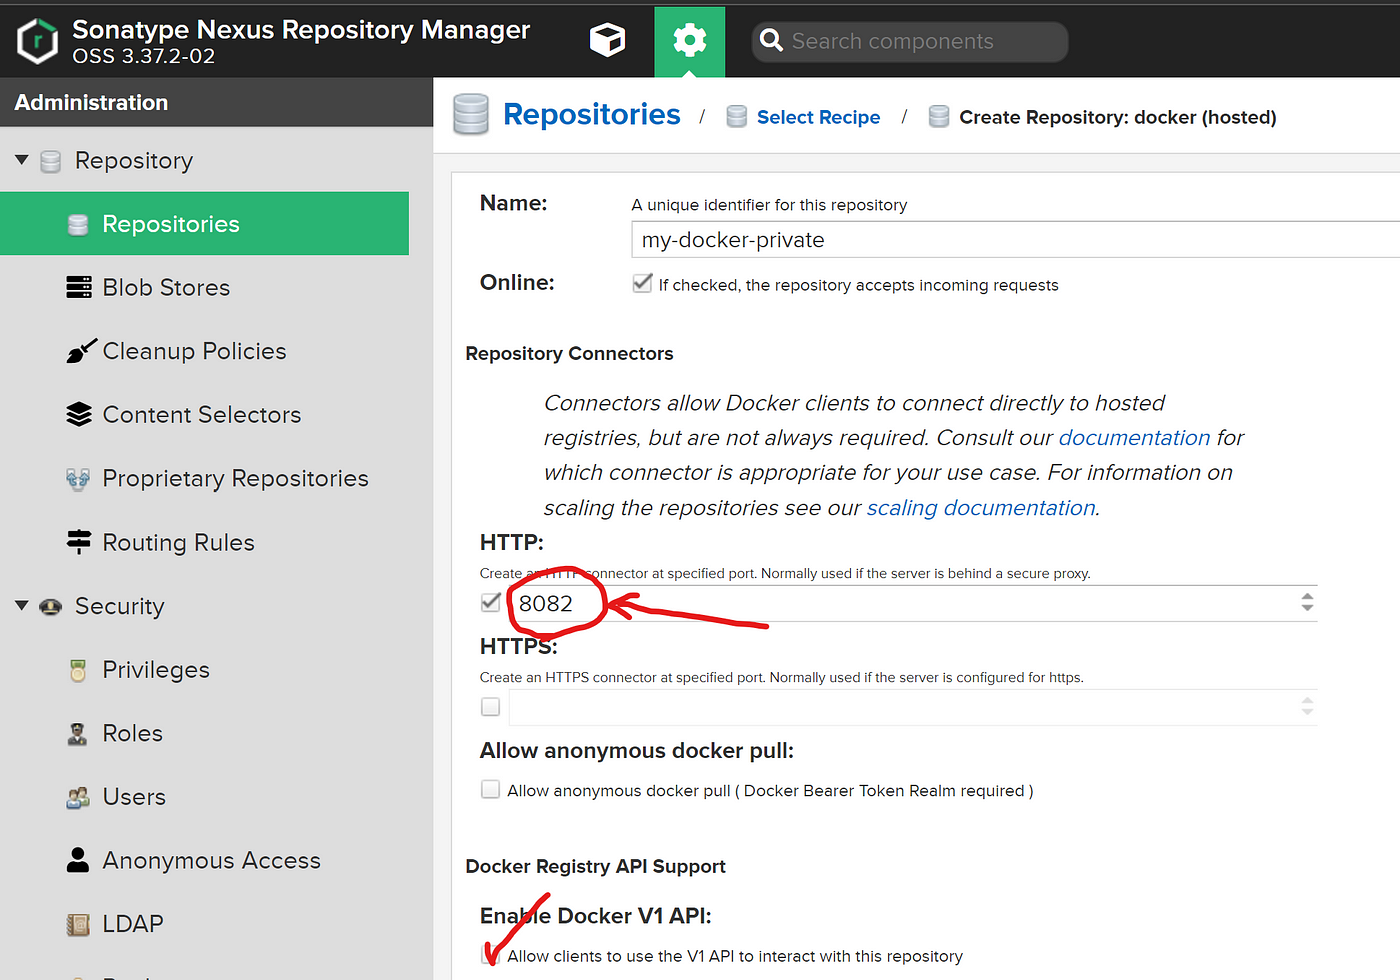 Sonatype Nexus Repository Manager
OSS 3.37.2-02
Search components
Administration
Repositories / Select Recipe / Create Repository: docker (hosted)
Repository
Repositories
Blob Stores
Cleanup Policies
Content Selectors
Proprietary Repositories
Routing Rules
Security
Privileges
Roles
Users
Anonymous Access
LDAP
Name:
A unique identifier for this repository
my-docker-private
Online:
If checked, the repository accepts incoming requests
Repository Connectors
Connectors allow Docker clients to connect directly to hosted
registries, but are not always required. Consult our documentation for
which connector is appropriate for your use case. For information on
scaling the repositories see our scaling documentation.
HTTP:
Create an HTTP connector at specified port. Normally used if the server is behind a secure proxy.
8082
HTTPS:
Create an HTTPS connector at specified port. Normally used if the server is configured for https.
Allow anonymous docker pull:
Allow anonymous docker pull ( Docker Bearer Token Realm required )
Docker Registry API Support
Enable Docker V1 API:
Allow clients to use the V1 API to interact with this repository